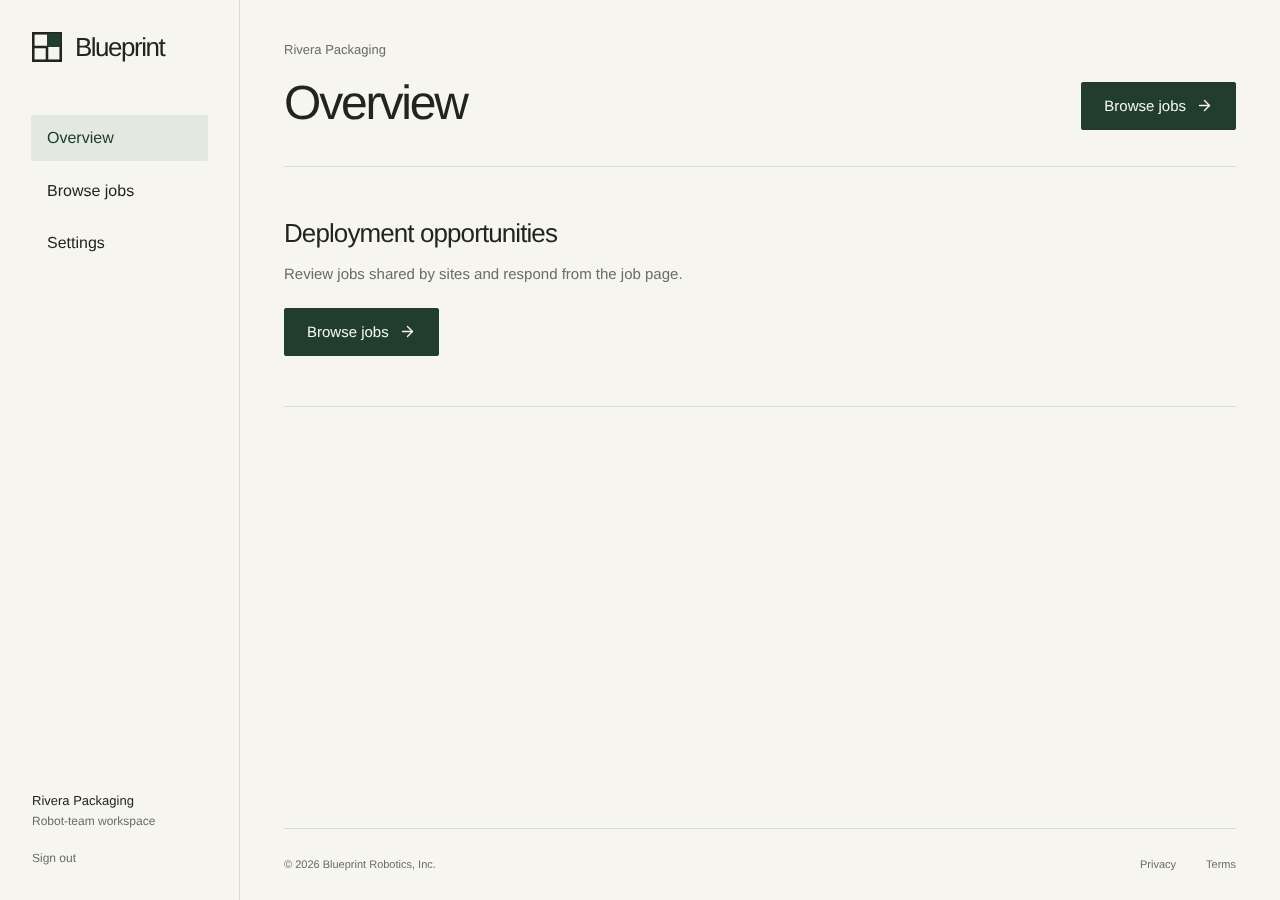 Blueprint
Overview
Browse jobs
Settings
Rivera Packaging
Robot-team workspace
Sign out
Rivera Packaging
Overview
Browse jobs
Deployment opportunities
Review jobs shared by sites and respond from the job page.
Browse jobs
© 2026 Blueprint Robotics, Inc.
Privacy
Terms